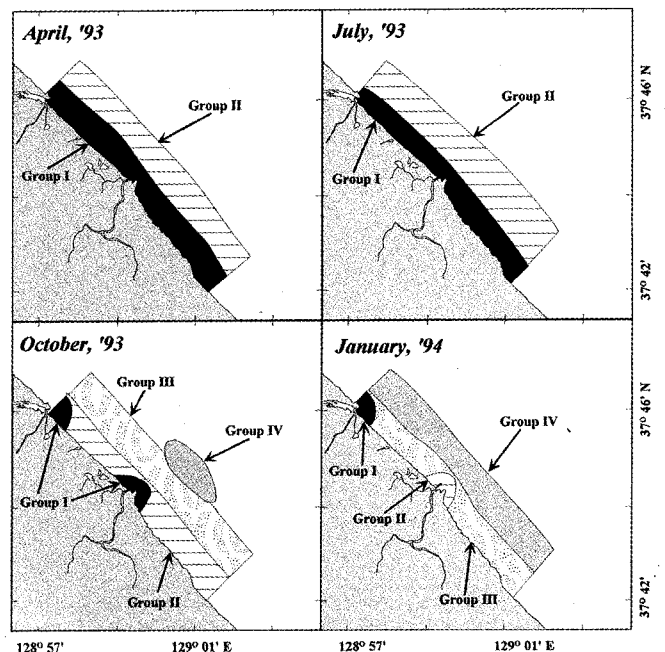 April, '93
Group II
Group I
July, '93
Group II
Group I
37° 46' N
37° 42'
October, '93
Group III
Group IV
Group I
Group II
January, '94
Group IV
Group I
Group II
Group III
37° 46' N
37° 42'
128° 57'
129° 01' E
128° 57'
129° 01' E